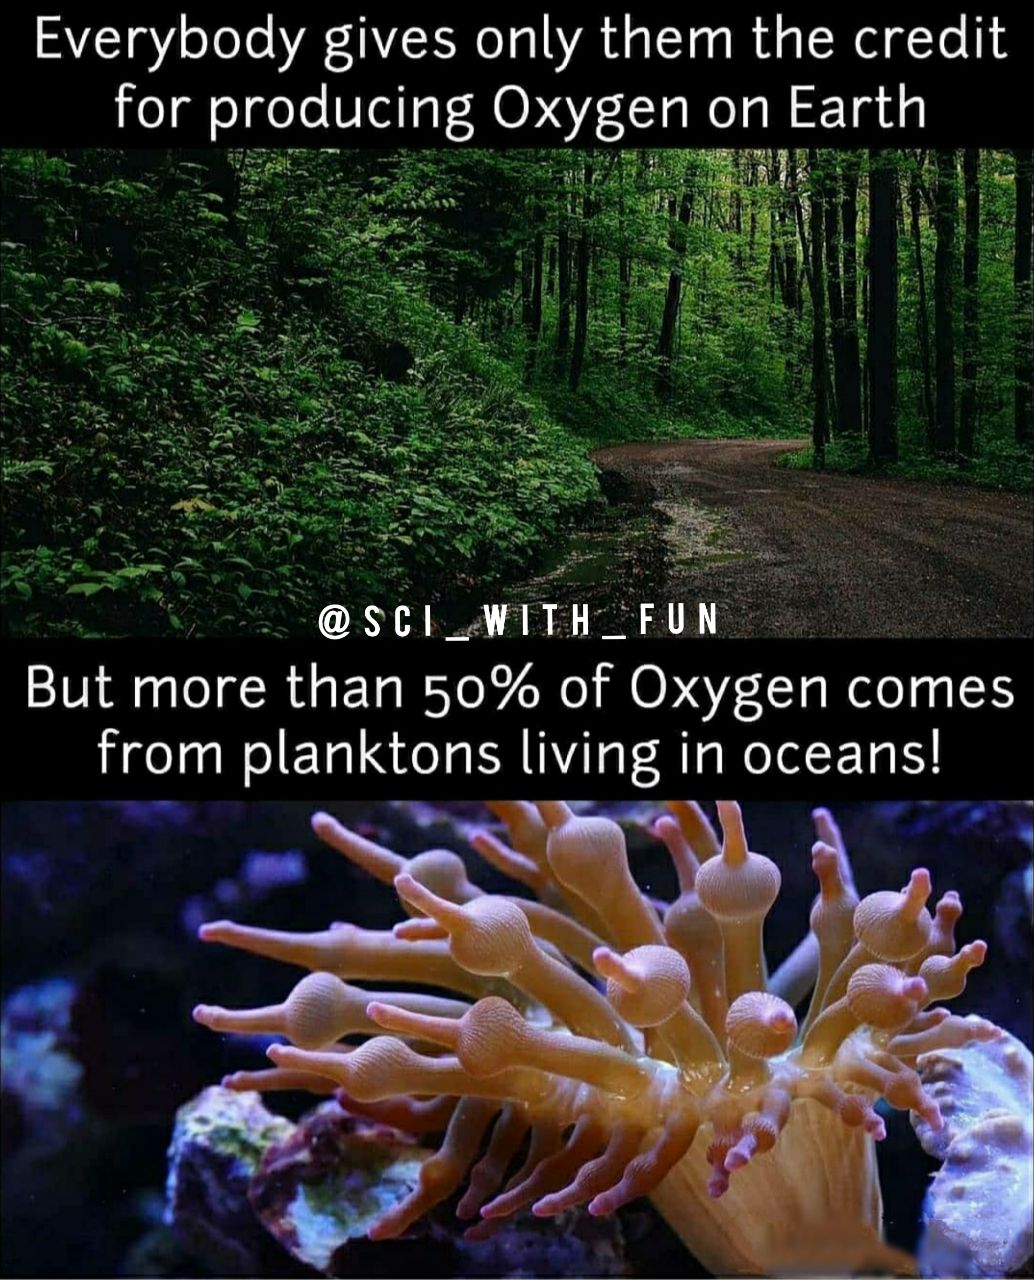 Everybody gives only them the credit
for producing Oxygen on Earth
@SCI_WITH_FUN
But more than 50% of Oxygen comes
from planktons living in oceans!